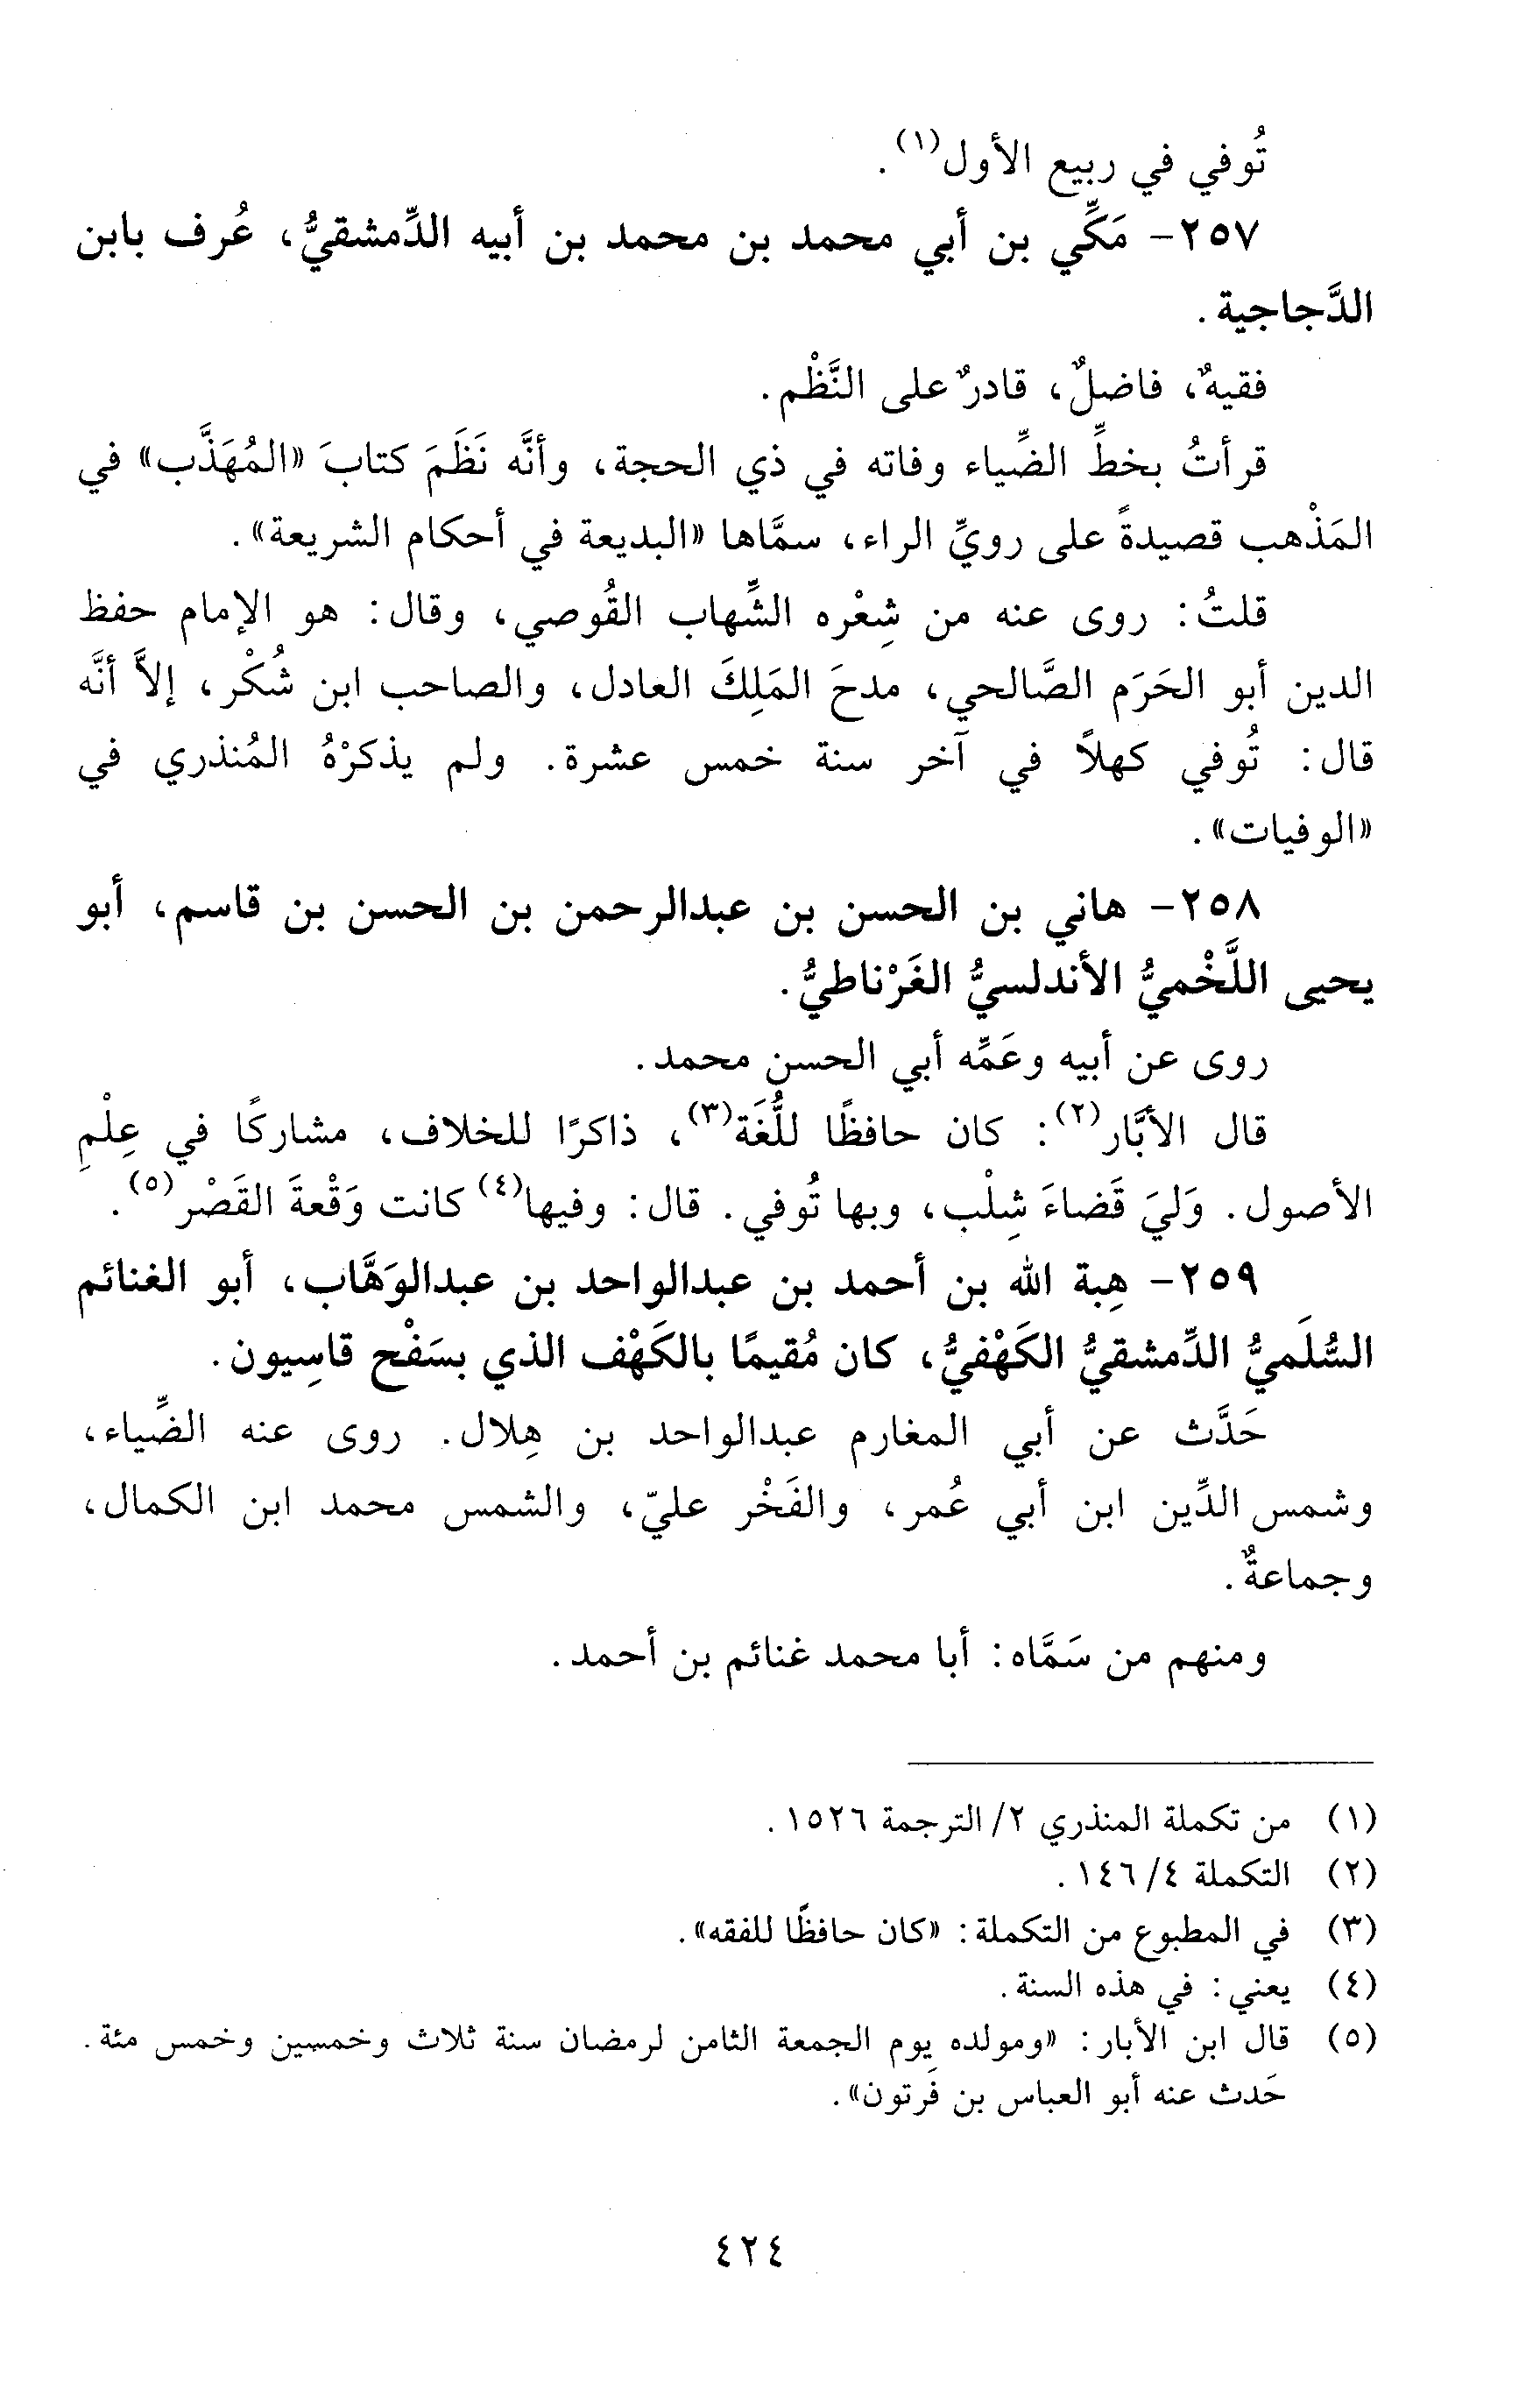 تُوفي في ربيع الأول(١).
٢٥٧- مَكِّي بن أبي محمد بن محمد بن أبيه الدِّمشقيُّ، عُرف بابن
الدَّجاجية.
فقيهٌ، فاضلٌ، قادرٌ على النَّظْم.
قرأتُ بخطِّ الضِّياء وفاته في ذي الحجة، وأنَّه نَظَمَ كتابَ «المُهَذَّب» في
المَذْهب قصيدةً على رويِّ الراء، سمَّاها «البديعة في أحكام الشريعة».
قلتُ: روى عنه من شِعْره الشِّهاب القُوصي، وقال: هو الإمام حفظ
الدين أبو الحَرَم الصَّالحي، مدحَ المَلِكَ العادل، والصاحب ابن شُكْر، إلاَّ أنَّه
قال: تُوفي كهلاً في آخر سنة خمس عشرة. ولم يذكرْهُ المُنذري في
«الوفيات».
٢٥٨- هاني بن الحسن بن عبدالرحمن بن الحسن بن قاسم، أبو
يحيى اللَّخْميُّ الأندلسيُّ الغَرْناطيُّ.
روى عن أبيه وعَمِّه أبي الحسن محمد.
قال الأبَّار(٢): كان حافظًا للُّغَة(٣)، ذاكرًا للخلاف، مشاركًا في عِلْمِ
الأصول. وَليَ قَضاءَ شِلْب، وبها تُوفي. قال: وفيها(٤) كانت وَقْعةَ القَصْر(٥).
٢٥٩- هِبة الله بن أحمد بن عبدالواحد بن عبدالوَهَّاب، أبو الغنائم
السُّلَميُّ الدِّمشقيُّ الكَهْفيُّ، كان مُقيمًا بالكَهْف الذي بسَفْح قاسِيون.
حَدَّث عن أبي المغارم عبدالواحد بن هِلال. روى عنه الضِّياء،
وشمس الدِّين ابن أبي عُمر، والفَخْر عليّ، والشمس محمد ابن الكمال،
وجماعةٌ.
ومنهم من سَمَّاه: أبا محمد غنائم بن أحمد.
(١) من تكملة المنذري ٢/ الترجمة ١٥٢٦.
(٢) التكملة ٤/ ١٤٦.
(٣) في المطبوع من التكملة: «كان حافظًا للفقه».
(٤) يعني: في هذه السنة.
(٥) قال ابن الأبار: «ومولده يوم الجمعة الثامن لرمضان سنة ثلاث وخمسين وخمس مئة.
حَدث عنه أبو العباس بن فَرتون».
٤٢٤